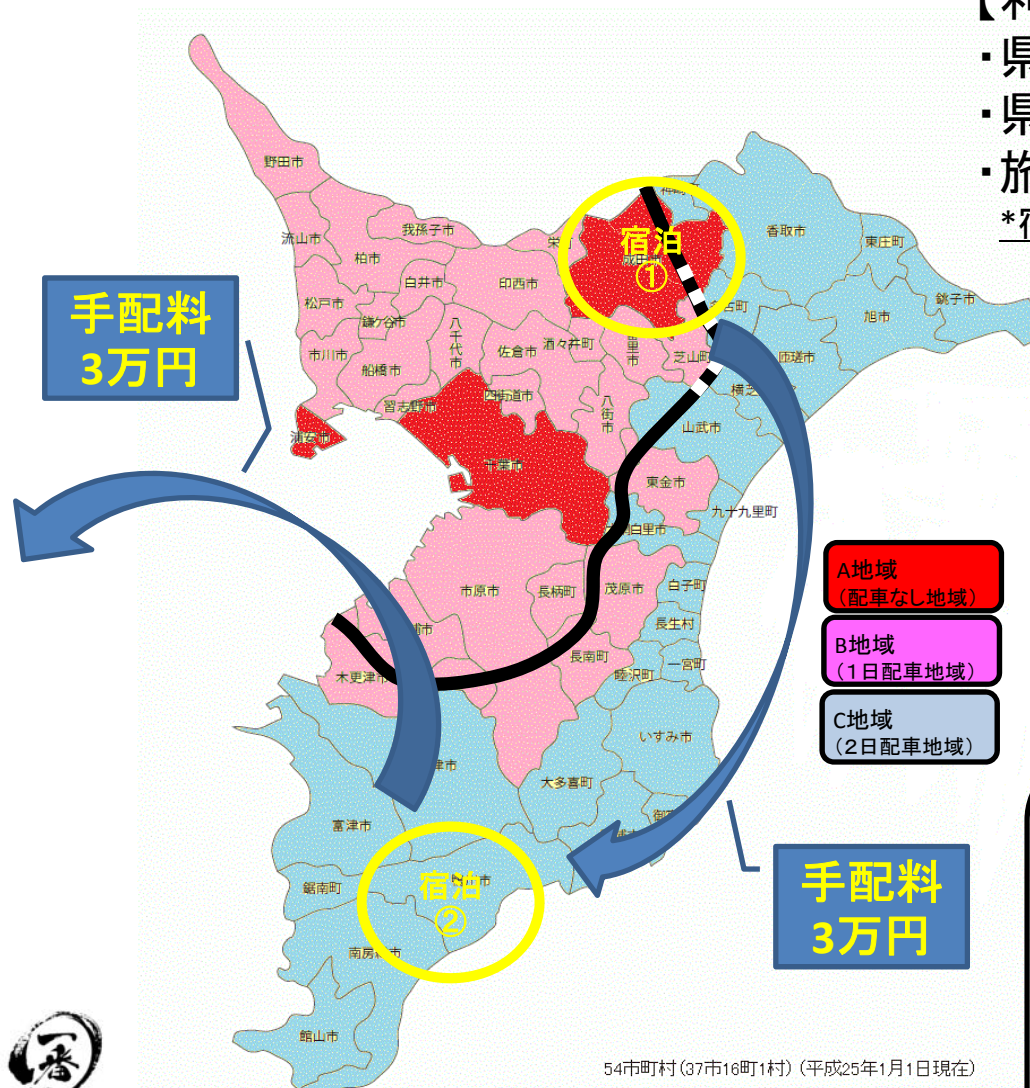 【利
・県
・県
・旅
*宿
野田市
流山市
柏市
我孫子市
白井市
印西市
松戸市
鎌ケ谷市
八千代市
市川市
船橋市
佐倉市
酒々井町
習志野市
四街道市
八街市
芝山町
香取市
東庄町
銚子市
旭市
匝瑳市
宿泊
①
手配料
3万円
浦安市
千葉市
山武市
東金市
九十九里町
市原市
長柄町
茂原市
白子町
長生村
一宮町
長南町
睦沢町
木更津市
いすみ市
大多喜町
富津市
鋸南町
宿泊
②
館山市
A地域
(配車なし地域)
B地域
(1日配車地域)
C地域
(2日配車地域)
手配料
3万円
一番
54市町村(37市16町1村) (平成25年1月1日現在)